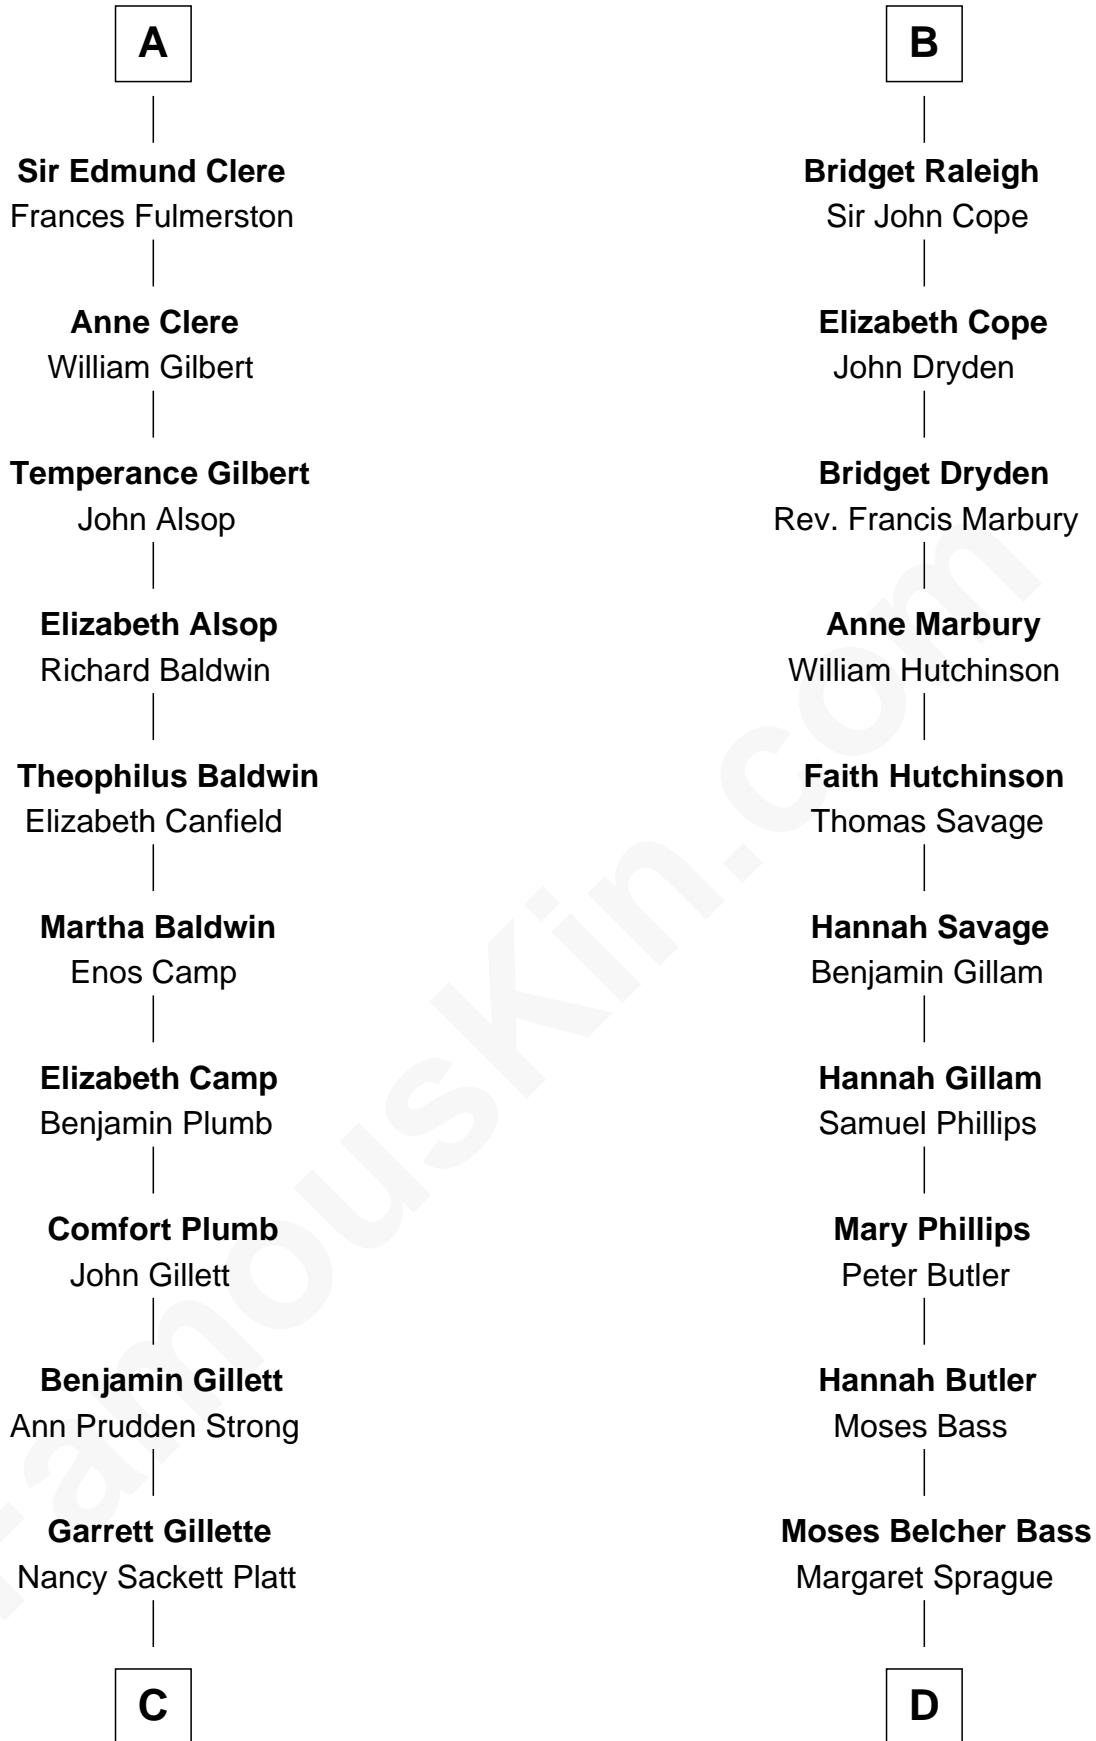 A
Sir Edmund Clere
Frances Fulmerston
Anne Clere
William Gilbert
Temperance Gilbert
John Alsop
Elizabeth Alsop
Richard Baldwin
Theophilus Baldwin
Elizabeth Canfield
Martha Baldwin
Enos Camp
Elizabeth Camp
Benjamin Plumb
Comfort Plumb
John Gillett
Benjamin Gillett
Ann Prudden Strong
Garrett Gillette
Nancy Sackett Platt
C
B
Bridget Raleigh
Sir John Cope
Elizabeth Cope
John Dryden
Bridget Dryden
Rev. Francis Marbury
Anne Marbury
William Hutchinson
Faith Hutchinson
Thomas Savage
Hannah Savage
Benjamin Gillam
Hannah Gillam
Samuel Phillips
Mary Phillips
Peter Butler
Hannah Butler
Moses Bass
Moses Belcher Bass
Margaret Sprague
D
FamousKin.com